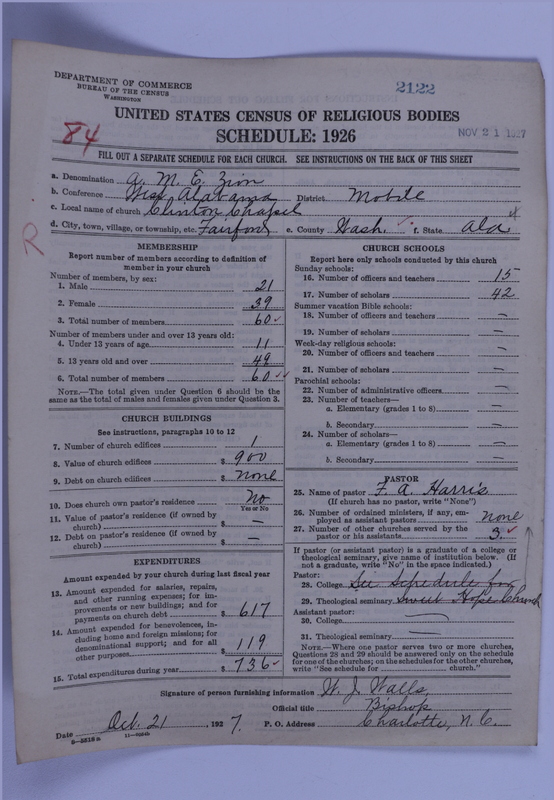 DEPARTMENT OF COMMERCE
BUREAU OF THE CENSUS
WASHINGTON
2122
UNITED STATES CENSUS OF RELIGIOUS BODIES
SCHEDULE: 1926
84
NOV 21 1927
FILL OUT A SEPARATE SCHEDULE FOR EACH CHURCH. SEE INSTRUCTIONS ON THE BACK OF THIS SHEET
a. Denomination A. M. E. Zion
b. Conference West Alabama District Mobile
c. Local name of church Clinton Chapel
d. City, town, village, or township, etc. Fairford e. County Wash. f. State Ala
R
MEMBERSHIP
Report number of members according to definition of
member in your church
Number of members, by sex:
1. Male 21
2. Female 39
3. Total number of members 60
Number of members under and over 13 years old:
4. Under 13 years of age 11
5. 13 years old and over 49
6. Total number of members 60
NOTE.—The total given under Question 6 should be the
same as the total of males and females given under Question 3.
CHURCH BUILDINGS
See instructions, paragraphs 10 to 12
7. Number of church edifices 1
8. Value of church edifices $ 900
9. Debt on church edifices $ none
10. Does church own pastor's residence No
Yes or No
11. Value of pastor's residence (if owned by
church) $ —
12. Debt on pastor's residence (if owned by
church) $ —
EXPENDITURES
Amount expended by your church during last fiscal year
13. Amount expended for salaries, repairs,
and other running expences; for im-
provements or new buildings; and for
payments on church debt $ 617
14. Amount expended for benevolences, in-
cluding home and foreign missions; for
denominational support; and for all
other purposes 119
15. Total expenditures during year $ 736
CHURCH SCHOOLS
Report here only schools conducted by this church
Sunday schools:
16. Number of officers and teachers 15
17. Number of scholars 42
Summer vacation Bible schools:
18. Number of officers and teachers —
19. Number of scholars —
Week-day religious schools:
20. Number of officers and teachers —
21. Number of scholars —
Parochial schools:
22. Number of administrative officers —
23. Number of teachers—
a. Elementary (grades 1 to 8) —
b. Secondary —
24. Number of scholars—
a. Elementary (grades 1 to 8) —
b. Secondary —
PASTOR
25. Name of pastor F. A. Harris
(If church has no pastor, write "None")
26. Number of ordained ministers, if any, em-
ployed as assistant pastors none
27. Number of other churches served by the
pastor or his assistants 3
If pastor (or assistant pastor) is a graduate of a college or
theological seminary, give name of institution below. (If
not a graduate, write "No" in the space indicated.)
Pastor:
28. College See Schedule for
29. Theological seminary Sweet Hope Church
Assistant pastor:
30. College —
31. Theological seminary —
NOTE.—Where one pastor serves two or more churches,
Questions 28 and 29 should be answered only on the schedule
for one of the churches; on the schedules for the other churches,
write "See schedule for church."
Signature of person furnishing information W. J. Walls
Official title Bishop
Date Oct. 21, 1927. P. O. Address Charlotte, N. C.